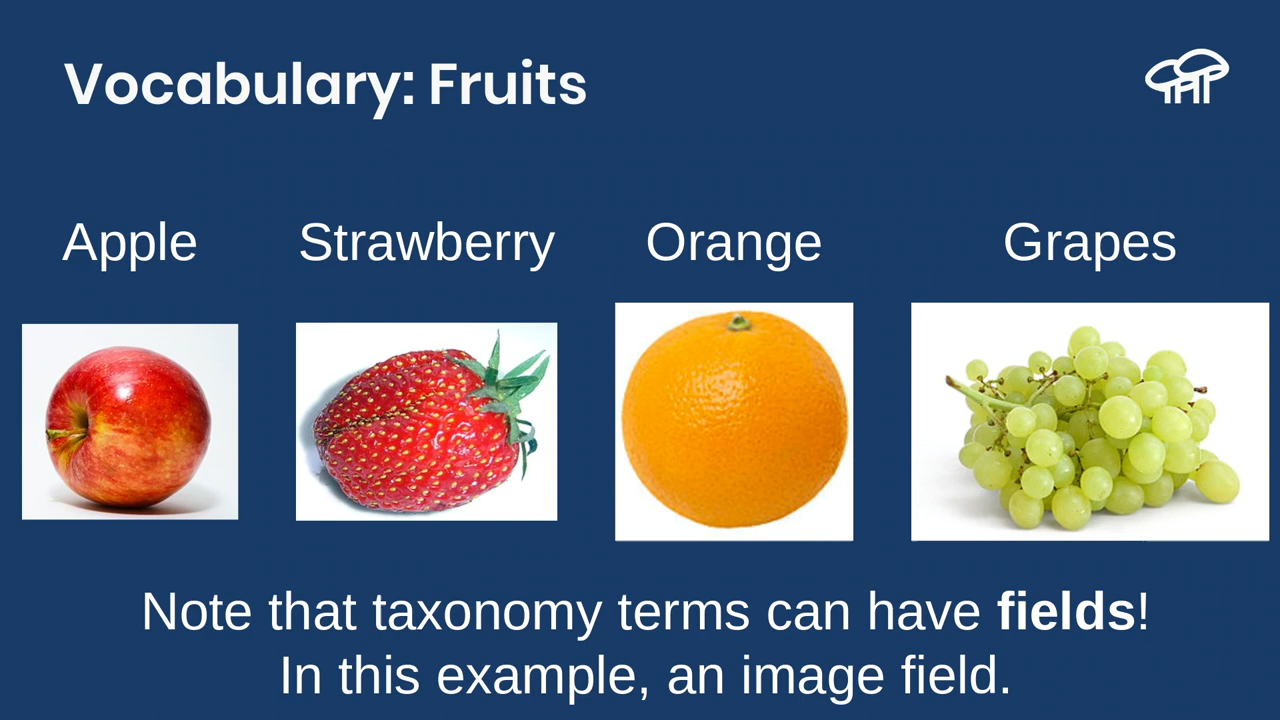 Vocabulary: Fruits
Apple Strawberry Orange Grapes
Note that taxonomy terms can have fields!
In this example, an image field.